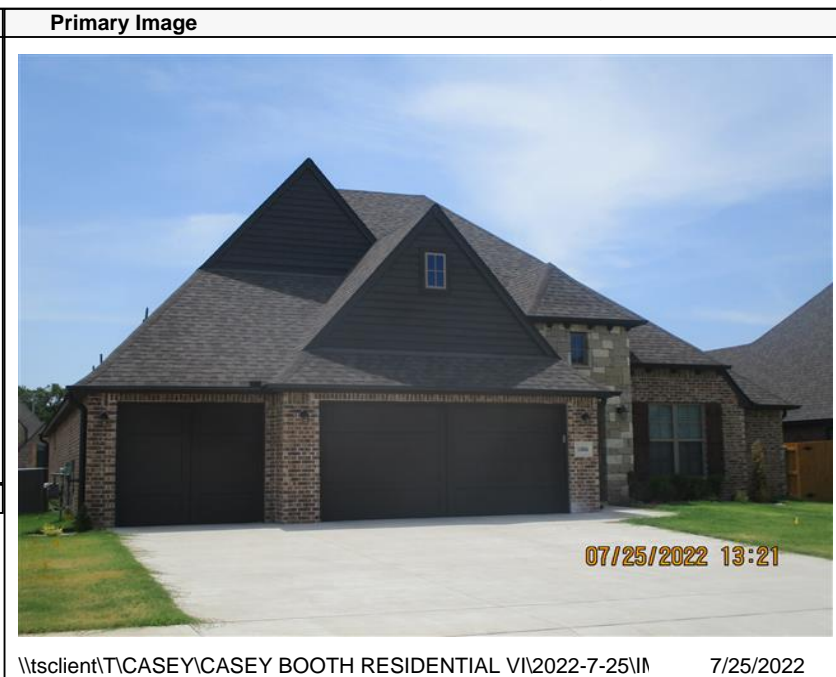 Primary Image
07/25/2022 13:21
\\tsclient\T\CASEY\CASEY BOOTH RESIDENTIAL VI\2022-7-25\IM
7/25/2022